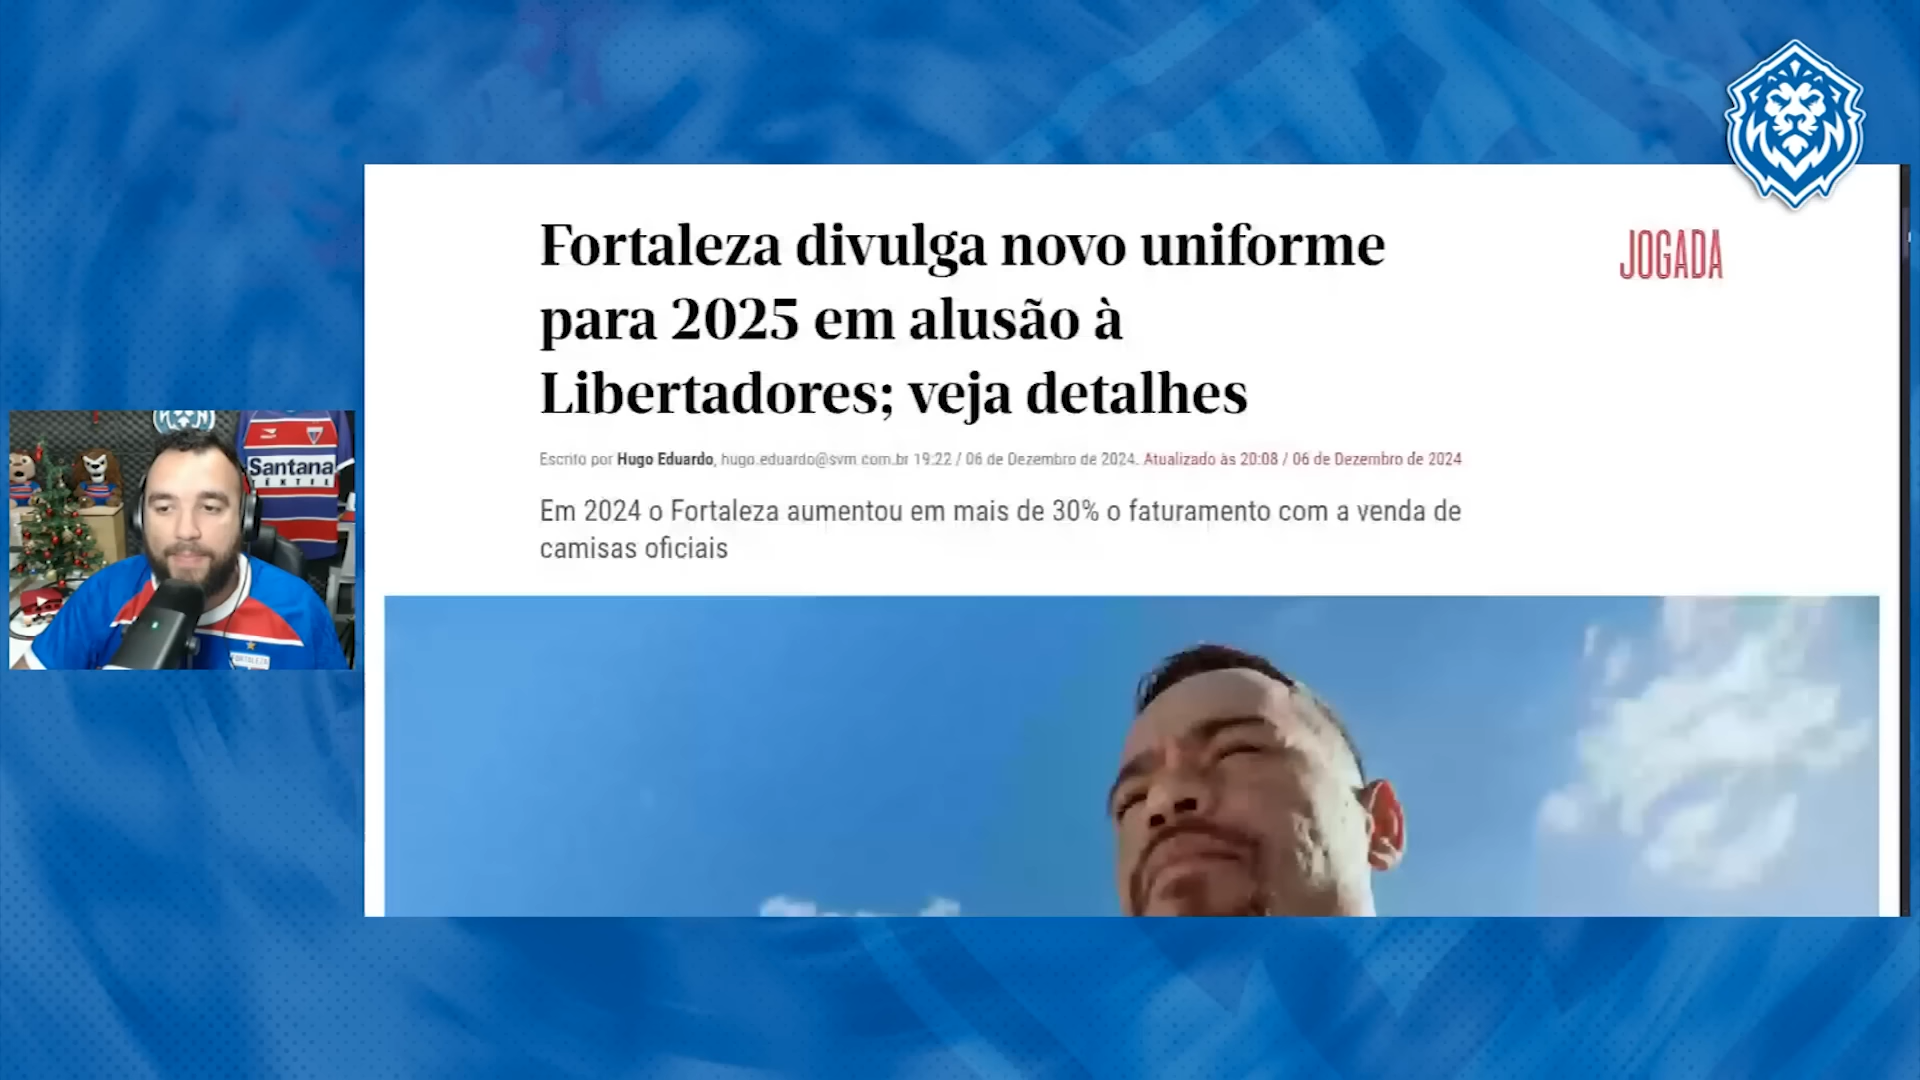 Fortaleza divulga novo uniforme
para 2025 em alusão à
Libertadores; veja detalhes
JOGADA
Escrito por Hugo Eduardo, hugo.eduardo@svm.com.br 19:22 / 06 de Dezembro de 2024. Atualizado às 20:08 / 06 de Dezembro de 2024
Em 2024 o Fortaleza aumentou em mais de 30% o faturamento com a venda de
camisas oficiais
Santana
TÊXTIL
FORTALEZA